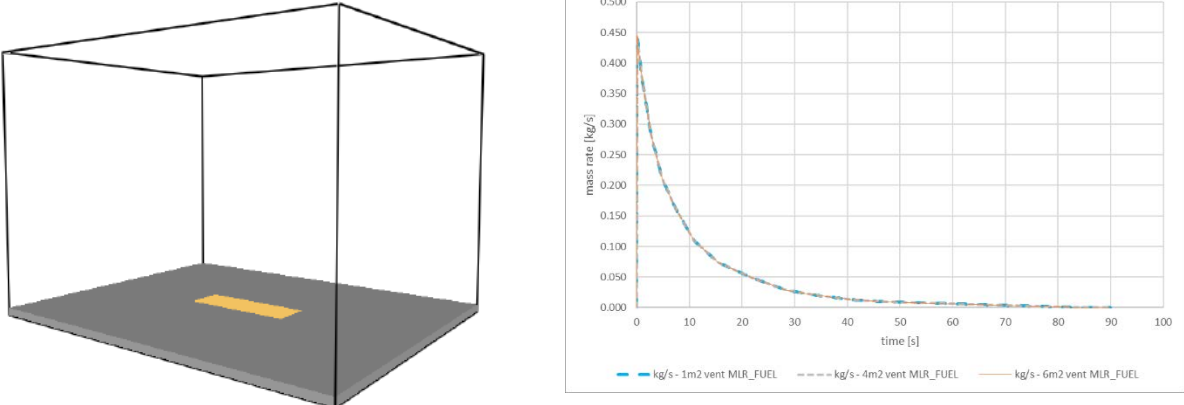 0.500
0.450
0.400
0.350
0.300
0.250
0.200
0.150
0.100
0.050
0.000
mass rate [kg/s]
0 10 20 30 40 50 60 70 80 90 100
time [s]
kg/s - 1m2 vent MLR_FUEL kg/s - 4m2 vent MLR_FUEL kg/s - 6m2 vent MLR_FUEL